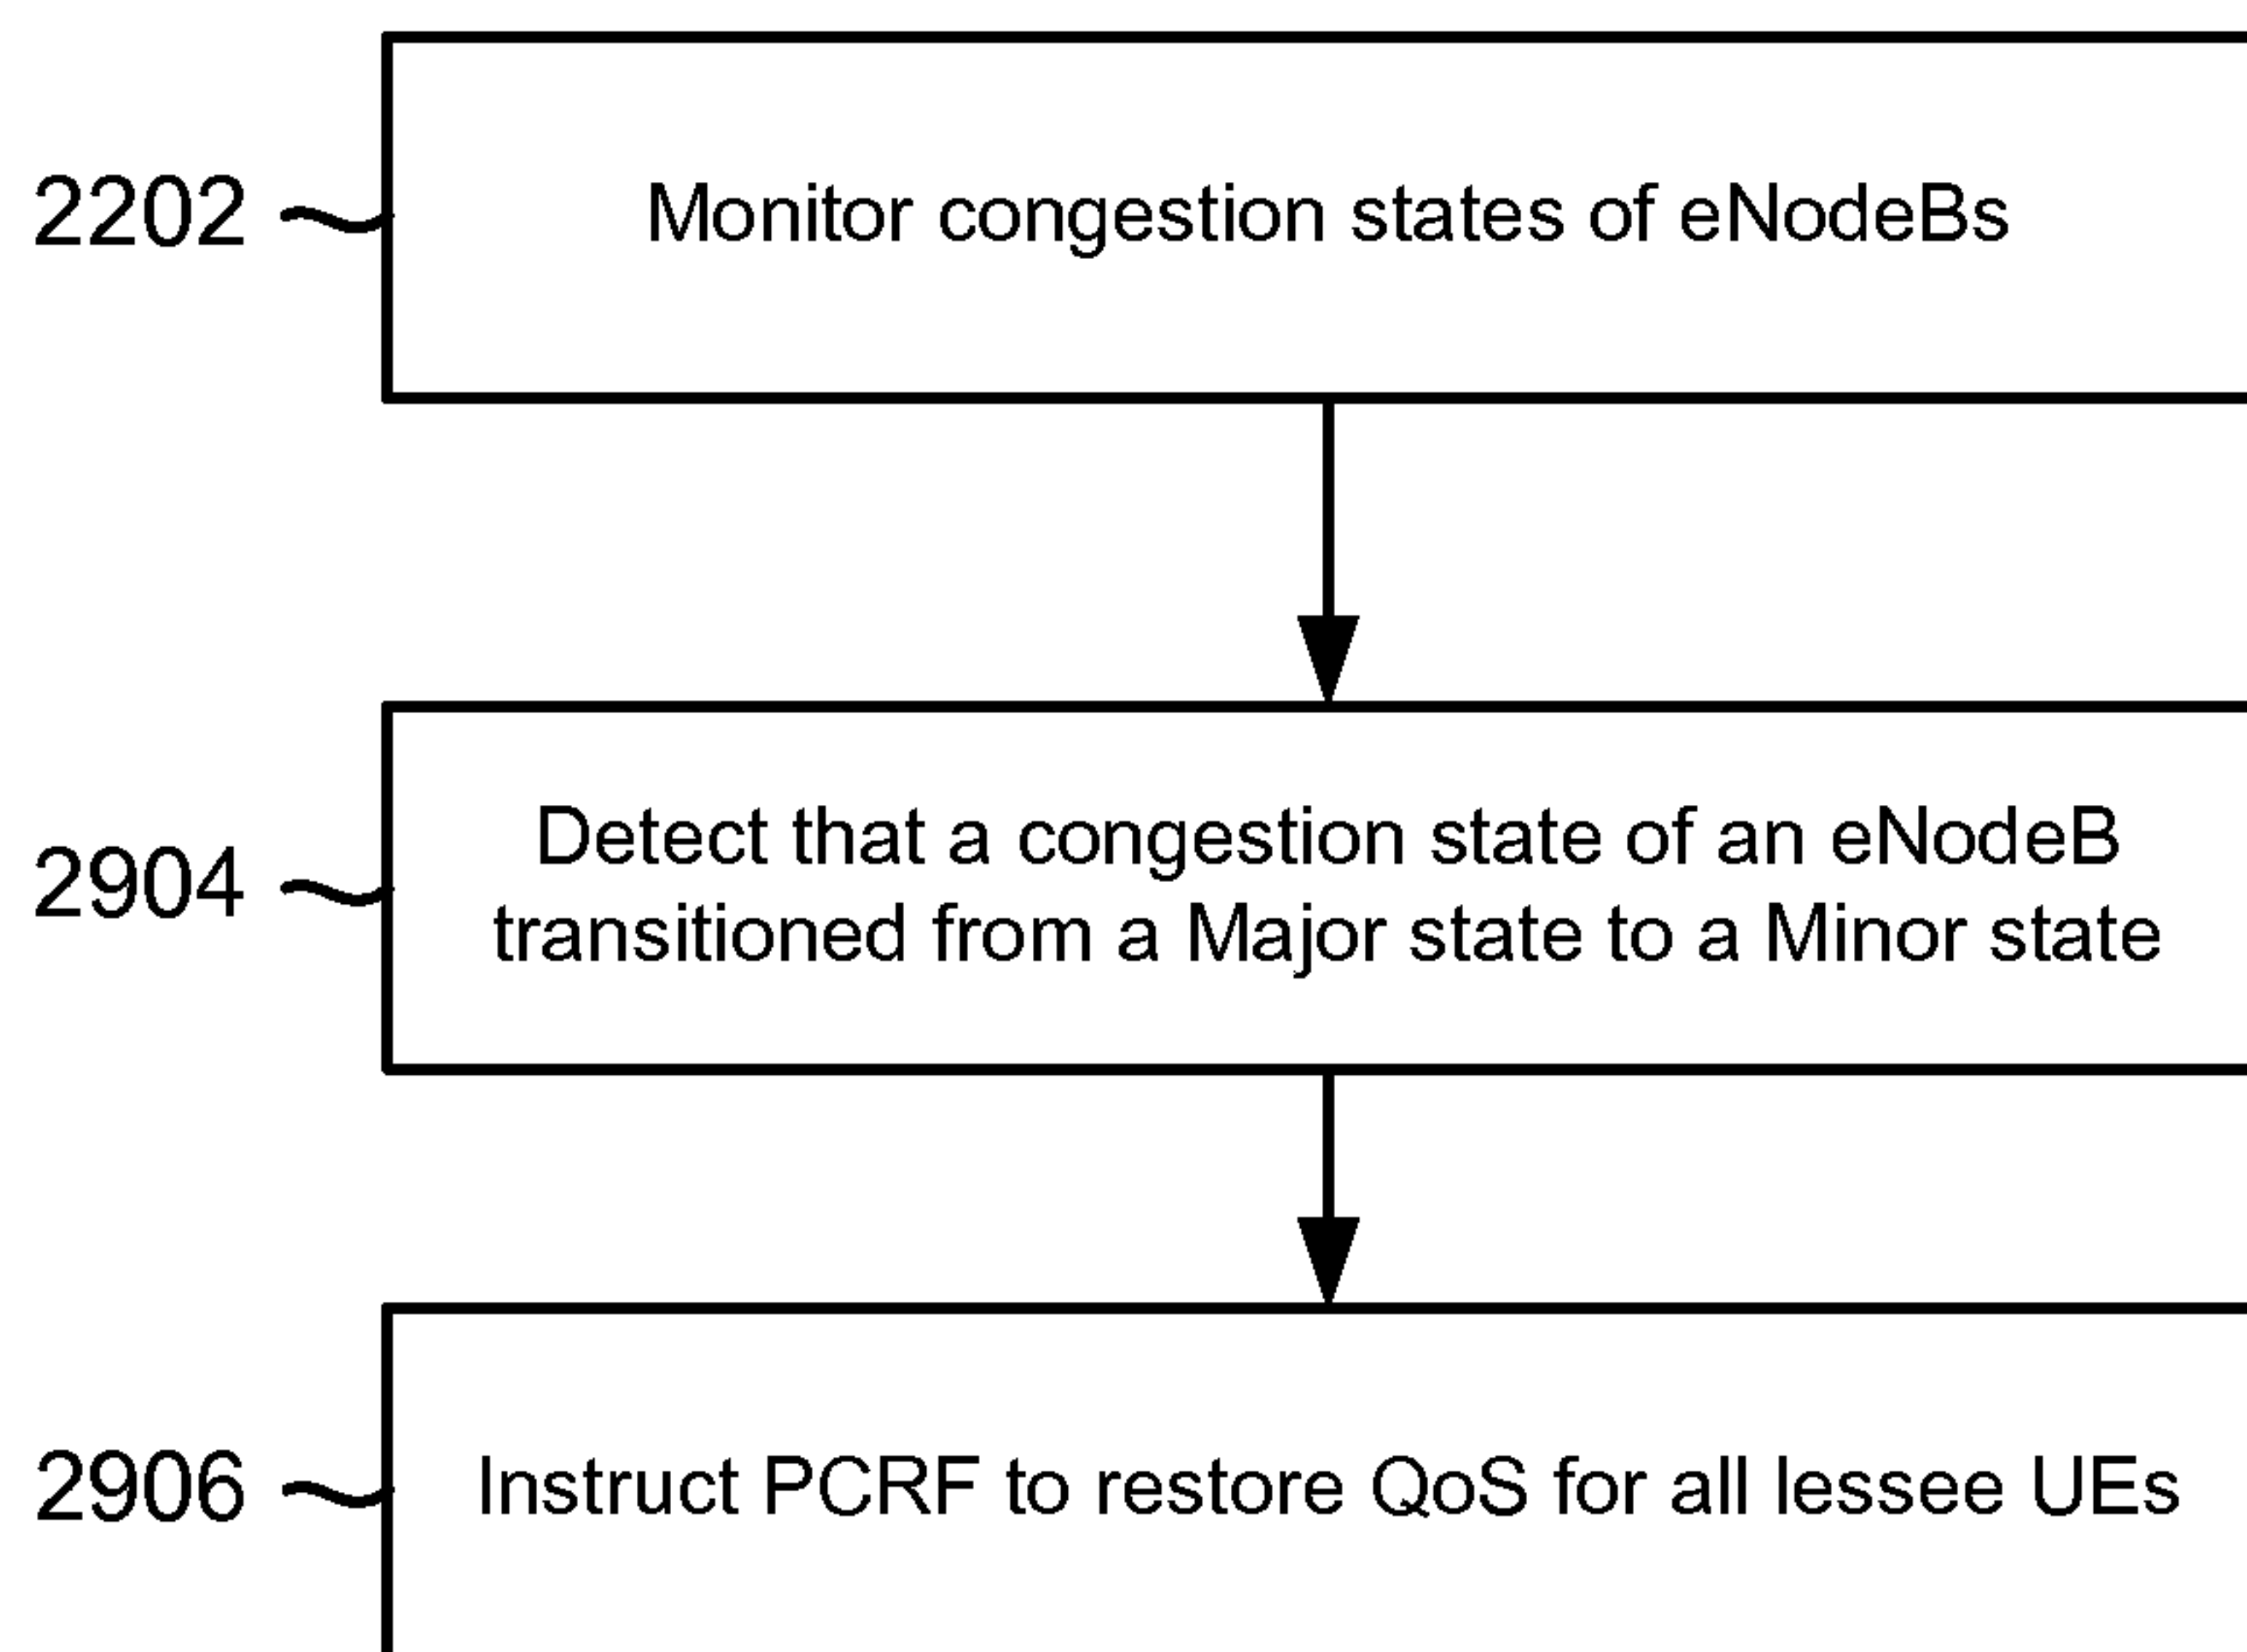 2202
Monitor congestion states of eNodeBs
2904
Detect that a congestion state of an eNodeB
transitioned from a Major state to a Minor state
2906
Instruct PCRF to restore QoS for all lessee UEs